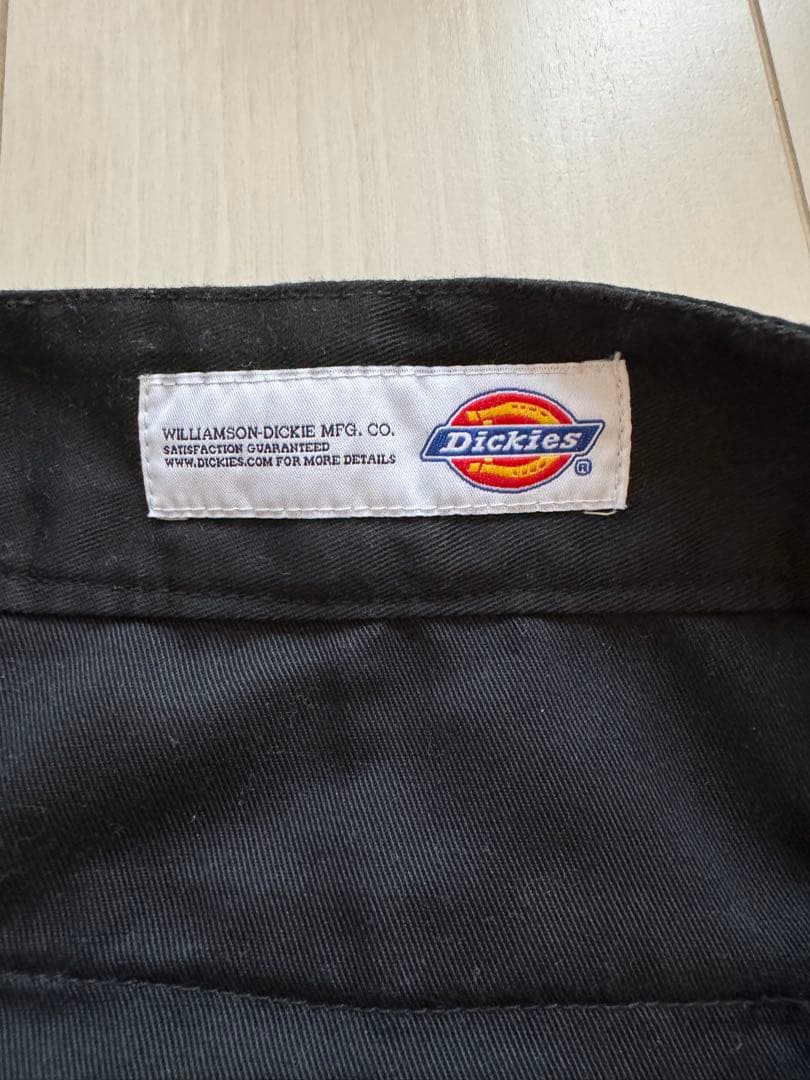 WILLIAMSON-DICKIE MFG. CO.
SATISFACTION GUARANTEED
WWW.DICKIES.COM FOR MORE DETAILS
Dickies
®